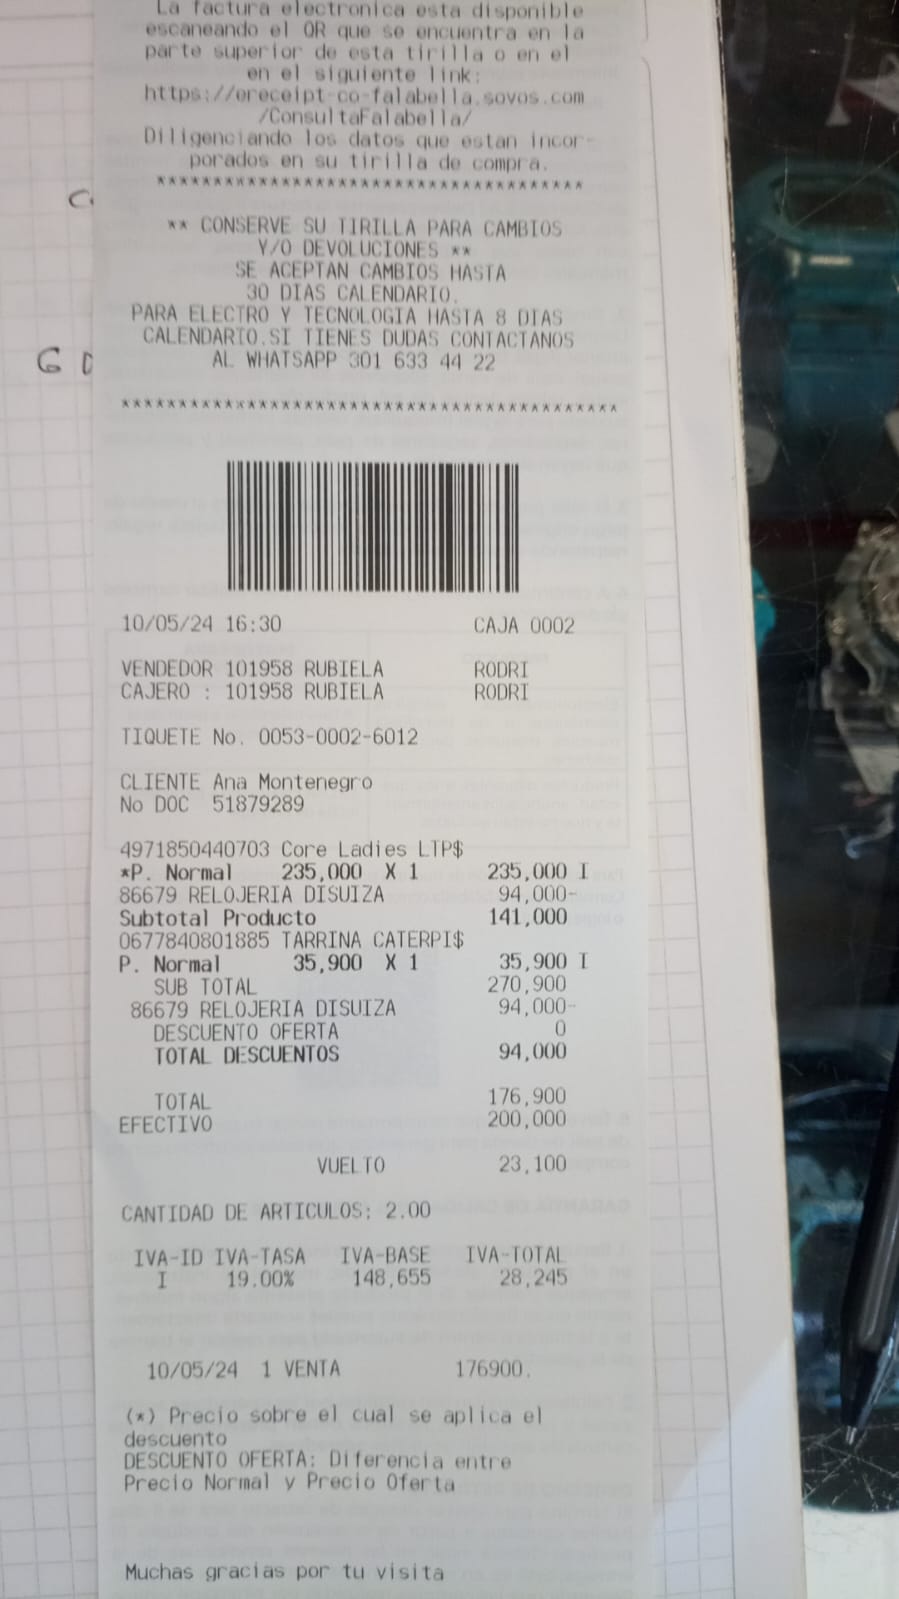 La factura electronica esta disponible
escaneando el QR que se encuentra en la
parte superior de esta tirilla o en el
en el siguiente link:
https://ereceipt-co-falabella.sovos.com
/ConsultaFalabella/
Diligenciando los datos que estan incor-
porados en su tirilla de compra.
*************************************
** CONSERVE SU TIRILLA PARA CAMBIOS
Y/O DEVOLUCIONES **
SE ACEPTAN CAMBIOS HASTA
30 DIAS CALENDARIO.
PARA ELECTRO Y TECNOLOGIA HASTA 8 DIAS
CALENDARIO.SI TIENES DUDAS CONTACTANOS
AL WHATSAPP 301 633 44 22
*******************************************
10/05/24 16:30 CAJA 0002
VENDEDOR 101958 RUBIELA RODRI
CAJERO : 101958 RUBIELA RODRI
TIQUETE No. 0053-0002-6012
CLIENTE Ana Montenegro
No DOC 51879289
4971850440703 Core Ladies LTP$
*P. Normal 235,000 X 1 235,000 I
86679 RELOJERIA DISUIZA 94,000-
Subtotal Producto 141,000
0677840801885 TARRINA CATERPI$
P. Normal 35,900 X 1 35,900 I
SUB TOTAL 270,900
86679 RELOJERIA DISUIZA 94,000-
DESCUENTO OFERTA 0
TOTAL DESCUENTOS 94,000
TOTAL 176,900
EFECTIVO 200,000
VUELTO 23,100
CANTIDAD DE ARTICULOS: 2.00
IVA-ID IVA-TASA IVA-BASE IVA-TOTAL
I 19.00% 148,655 28,245
10/05/24 1 VENTA 176900.
(*) Precio sobre el cual se aplica el
descuento
DESCUENTO OFERTA: Diferencia entre
Precio Normal y Precio Oferta
Muchas gracias por tu visita